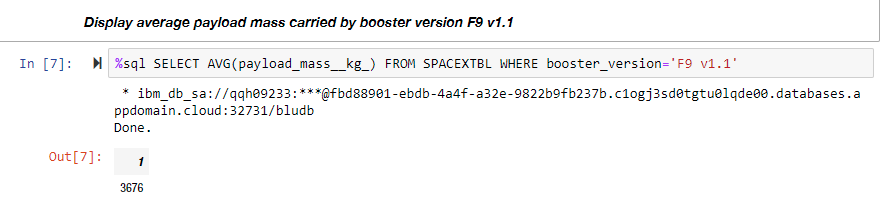 Display average payload mass carried by booster version F9 v1.1
In [7]: %sql SELECT AVG(payload_mass__kg_) FROM SPACEXTBL WHERE booster_version='F9 v1.1'
* ibm_db_sa://qqh09233:***@fbd88901-ebdb-4a4f-a32e-9822b9fb237b.c1ogj3sd0tgtu0lqde00.databases.a
ppdomain.cloud:32731/bludb
Done.
Out[7]: 1
3676